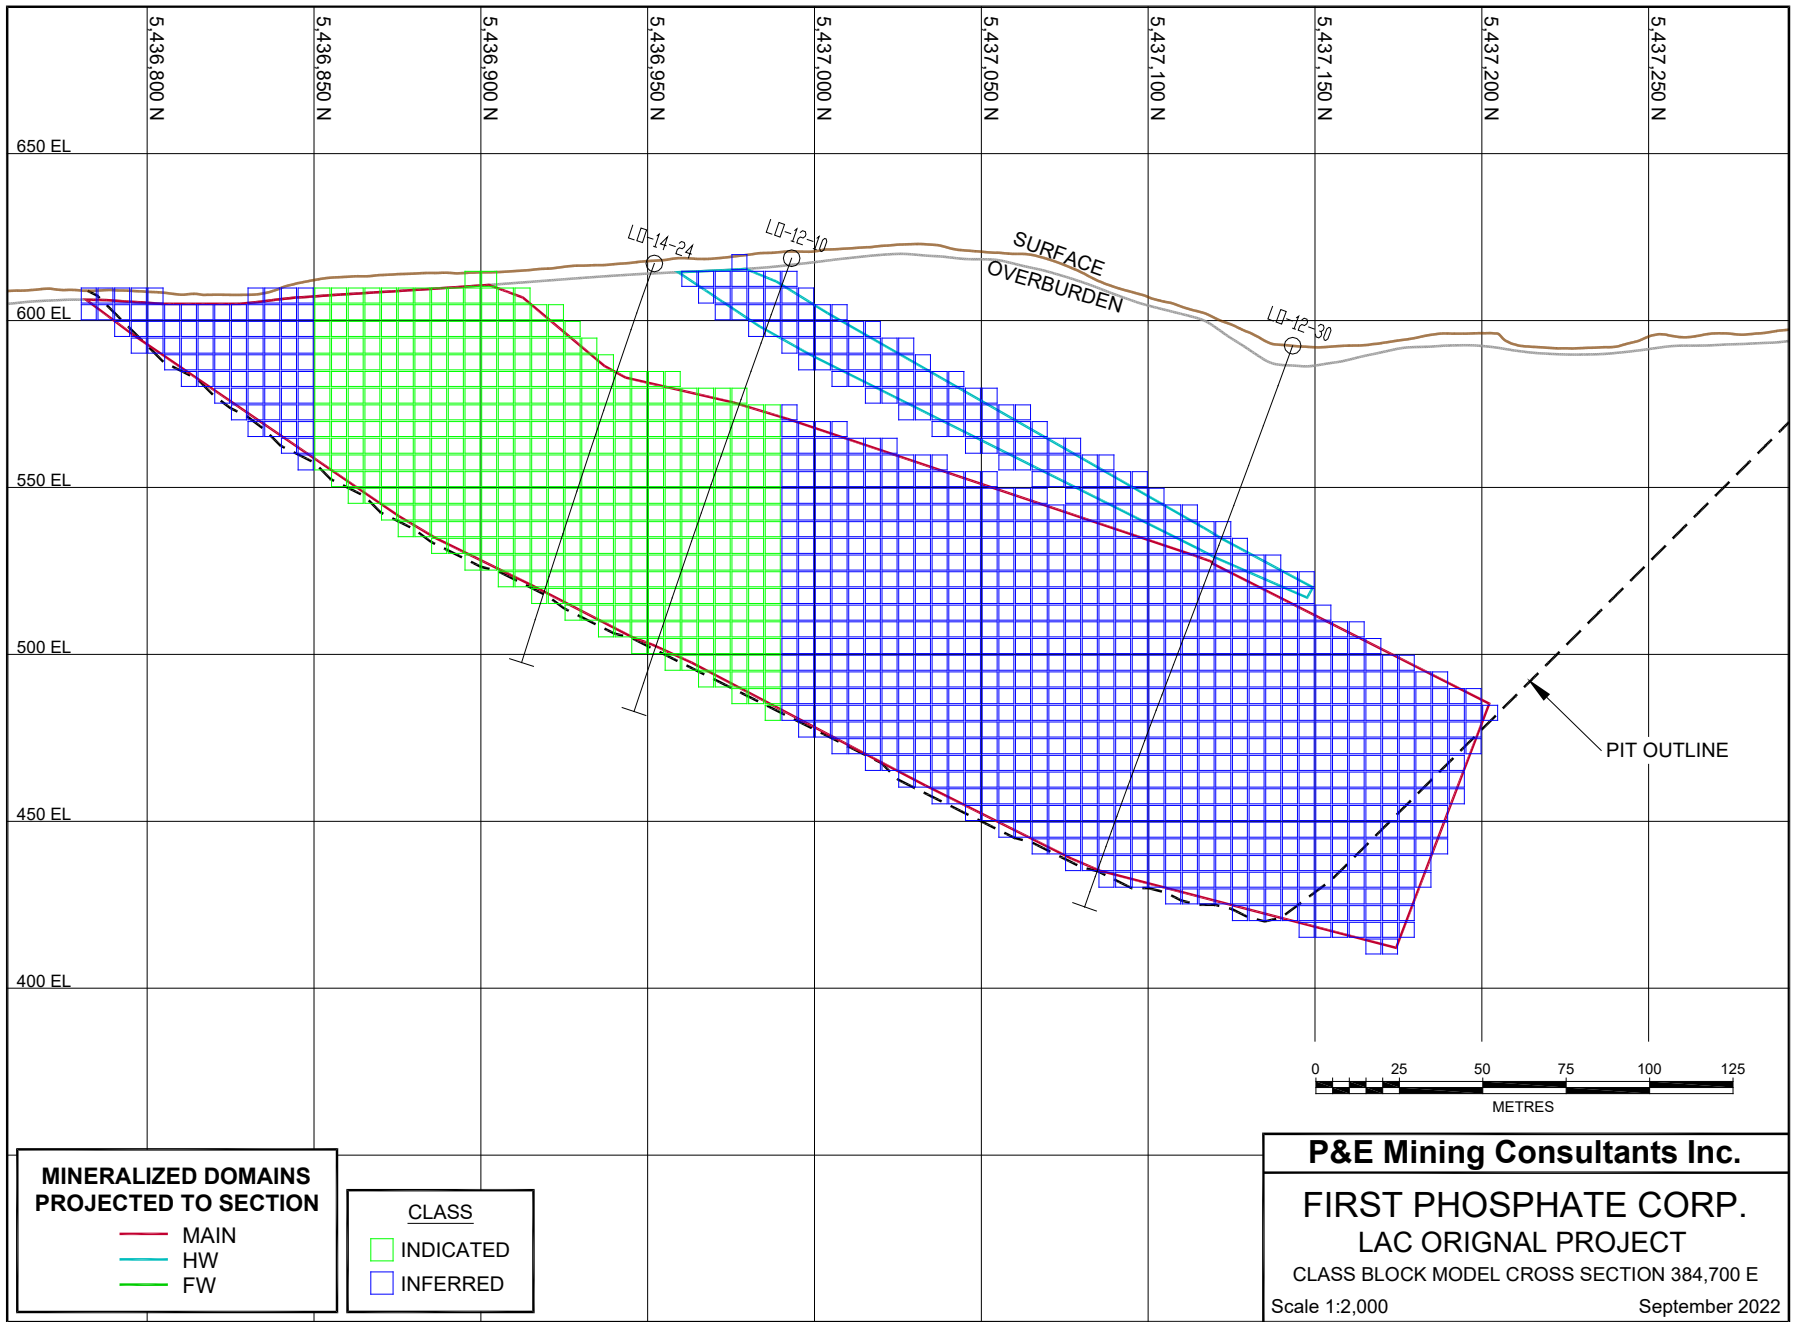 5,436,800 N
5,436,850 N
5,436,900 N
5,436,950 N
5,437,000 N
5,437,050 N
5,437,100 N
5,437,150 N
5,437,200 N
5,437,250 N
650 EL
LO-14-24
LO-12-10
SURFACE
OVERBURDEN
600 EL
LO-12-30
550 EL
500 EL
PIT OUTLINE
450 EL
400 EL
0 25 50 75 100 125
METRES
MINERALIZED DOMAINS
PROJECTED TO SECTION
MAIN
HW
FW
CLASS
INDICATED
INFERRED
P&E Mining Consultants Inc.
FIRST PHOSPHATE CORP.
LAC ORIGNAL PROJECT
CLASS BLOCK MODEL CROSS SECTION 384,700 E
Scale 1:2,000 September 2022